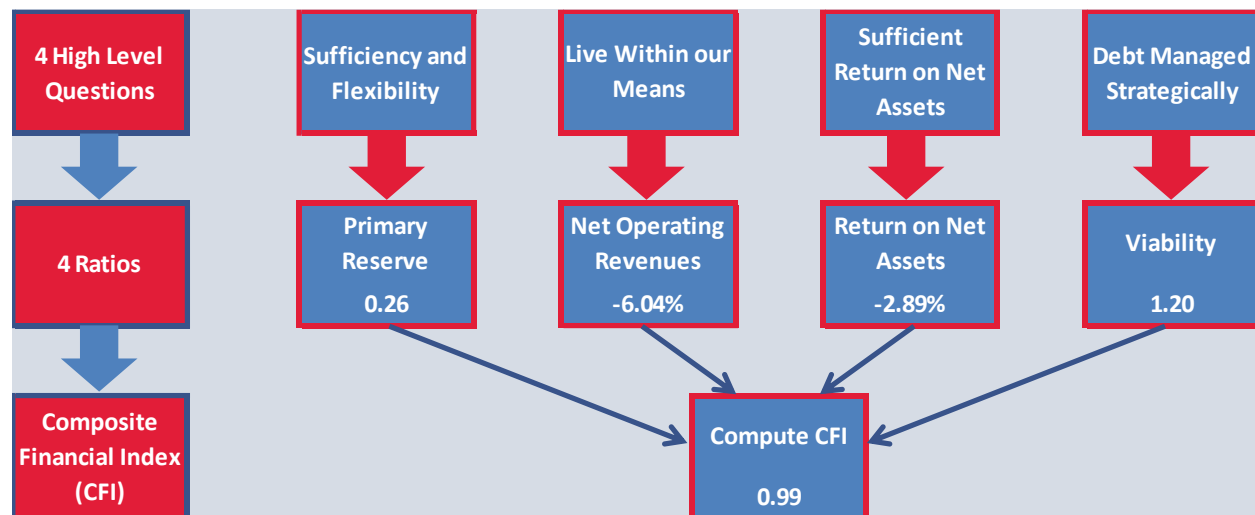 4 High Level
Questions
Sufficiency and
Flexibility
Live Within our
Means
Sufficient
Return on Net
Assets
Debt Managed
Strategically
4 Ratios
Primary
Reserve
0.26
Net Operating
Revenues
-6.04%
Return on Net
Assets
-2.89%
Viability
1.20
Composite
Financial Index
(CFI)
Compute CFI
0.99